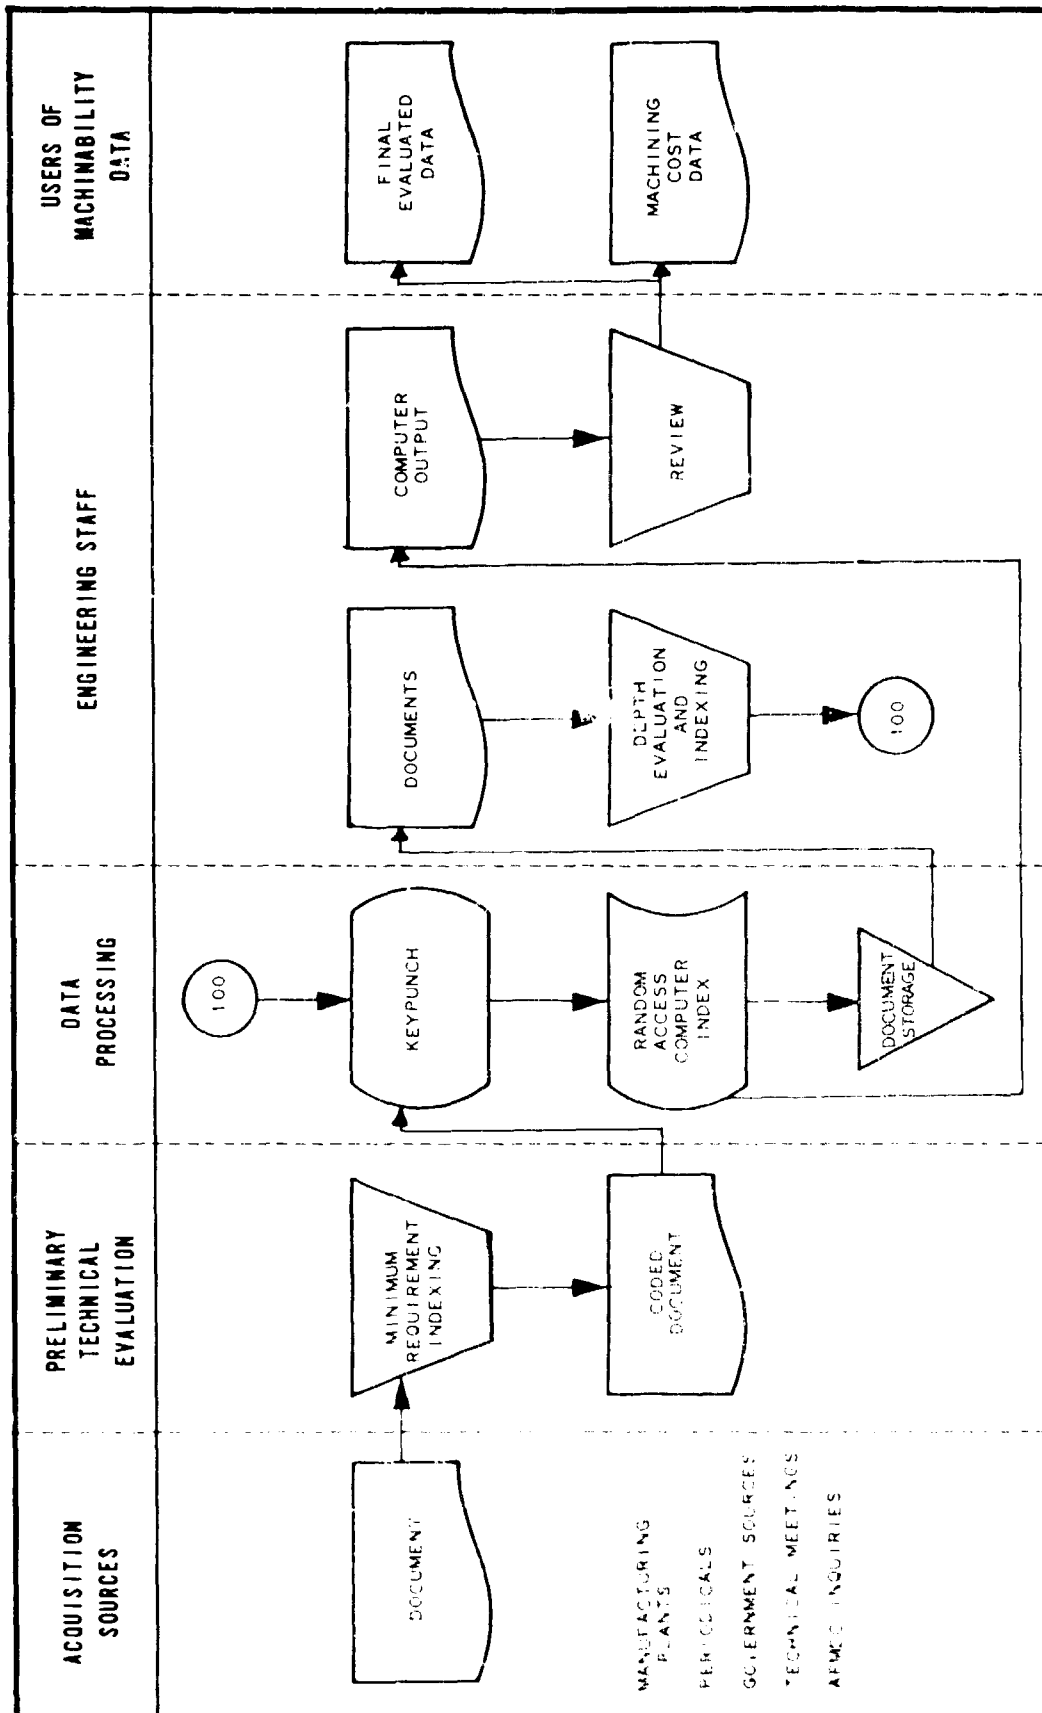 ACQUISITION
SOURCES
PRELIMINARY
TECHNICAL
EVALUATION
DATA
PROCESSING
ENGINEERING STAFF
USERS OF
MACHINABILITY
DATA
DOCUMENT
MANUFACTURING
PLANTS
PERIODICALS
GOVERNMENT SOURCES
TECHNICAL MEETINGS
AFMDC INQUIRIES
MINIMUM
REQUIREMENT
INDEXING
CODED
DOCUMENT
100
KEYPUNCH
RANDOM
ACCESS
COMPUTER
INDEX
DOCUMENT
STORAGE
DOCUMENTS
DEPTH
EVALUATION
AND
INDEXING
100
COMPUTER
OUTPUT
REVIEW
FINAL
EVALUATED
DATA
MACHINING
COST
DATA